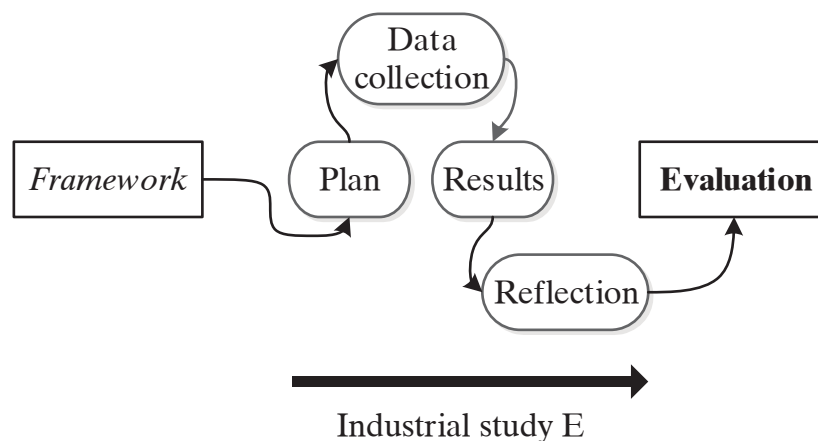 Data
collection
Framework
Plan
Results
Evaluation
Reflection
Industrial study E